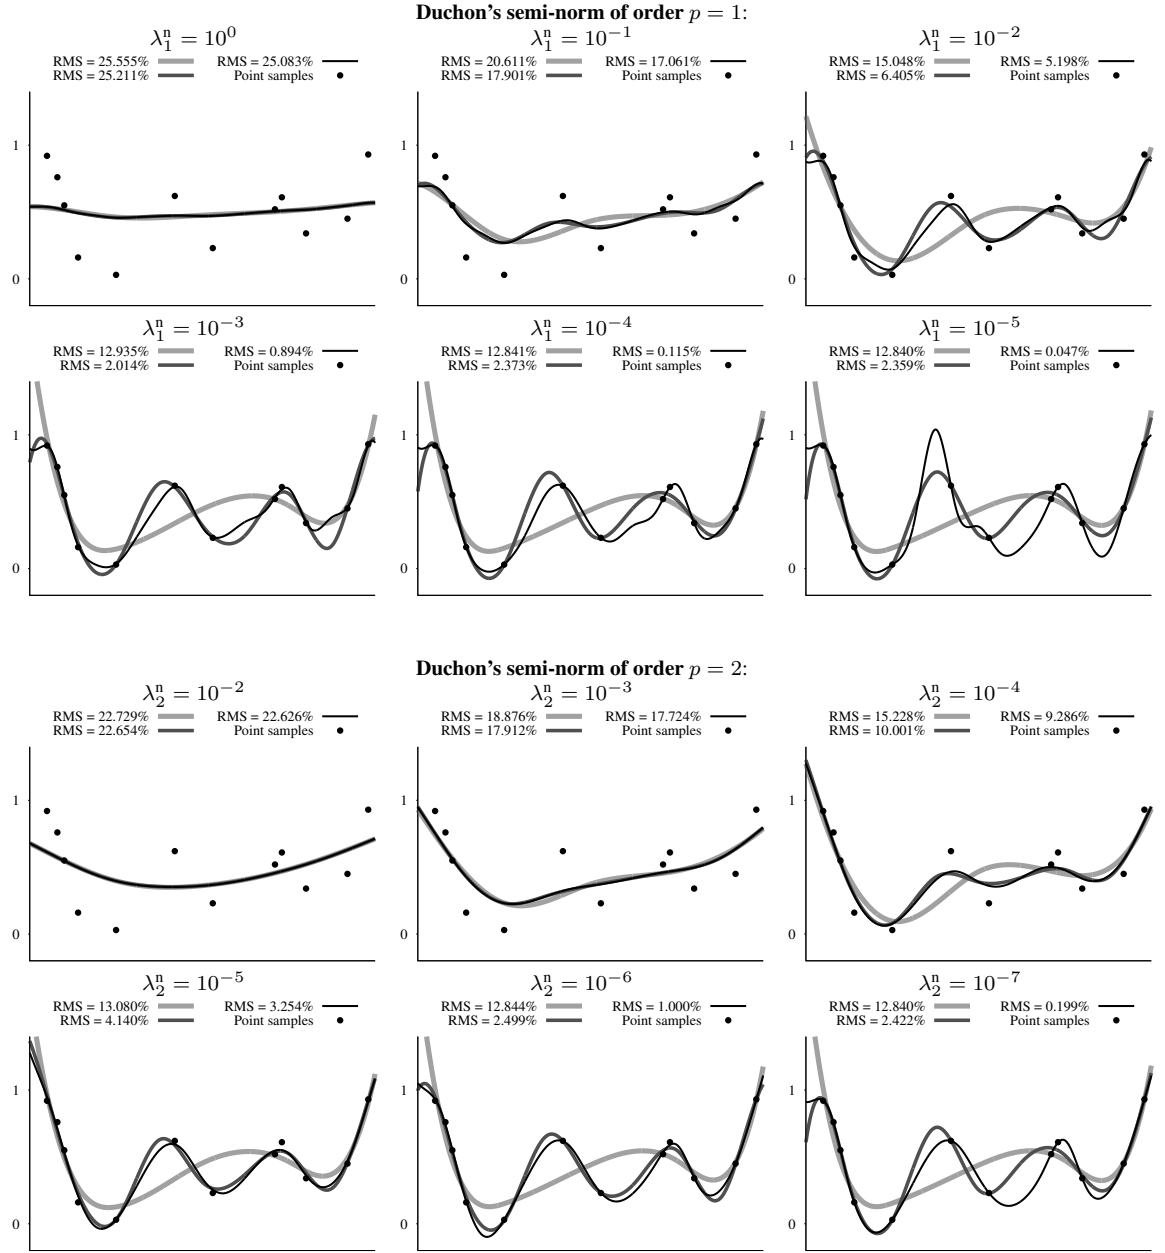 Duchon's semi-norm of order p = 1:
λ₁ⁿ = 10⁰ λ₁ⁿ = 10⁻¹ λ₁ⁿ = 10⁻²
RMS = 25.555% RMS = 25.083% RMS = 20.611% RMS = 17.061% RMS = 15.048% RMS = 5.198%
RMS = 25.211% Point samples RMS = 17.901% Point samples RMS = 6.405% Point samples
1 1 1
0 0 0
λ₁ⁿ = 10⁻³ λ₁ⁿ = 10⁻⁴ λ₁ⁿ = 10⁻⁵
RMS = 12.935% RMS = 0.894% RMS = 12.841% RMS = 0.115% RMS = 12.840% RMS = 0.047%
RMS = 2.014% Point samples RMS = 2.373% Point samples RMS = 2.359% Point samples
1 1 1
0 0 0
Duchon's semi-norm of order p = 2:
λ₂ⁿ = 10⁻² λ₂ⁿ = 10⁻³ λ₂ⁿ = 10⁻⁴
RMS = 22.729% RMS = 22.626% RMS = 18.876% RMS = 17.724% RMS = 15.228% RMS = 9.286%
RMS = 22.654% Point samples RMS = 17.912% Point samples RMS = 10.001% Point samples
1 1 1
0 0 0
λ₂ⁿ = 10⁻⁵ λ₂ⁿ = 10⁻⁶ λ₂ⁿ = 10⁻⁷
RMS = 13.080% RMS = 3.254% RMS = 12.844% RMS = 1.000% RMS = 12.840% RMS = 0.199%
RMS = 4.140% Point samples RMS = 2.499% Point samples RMS = 2.422% Point samples
1 1 1
0 0 0